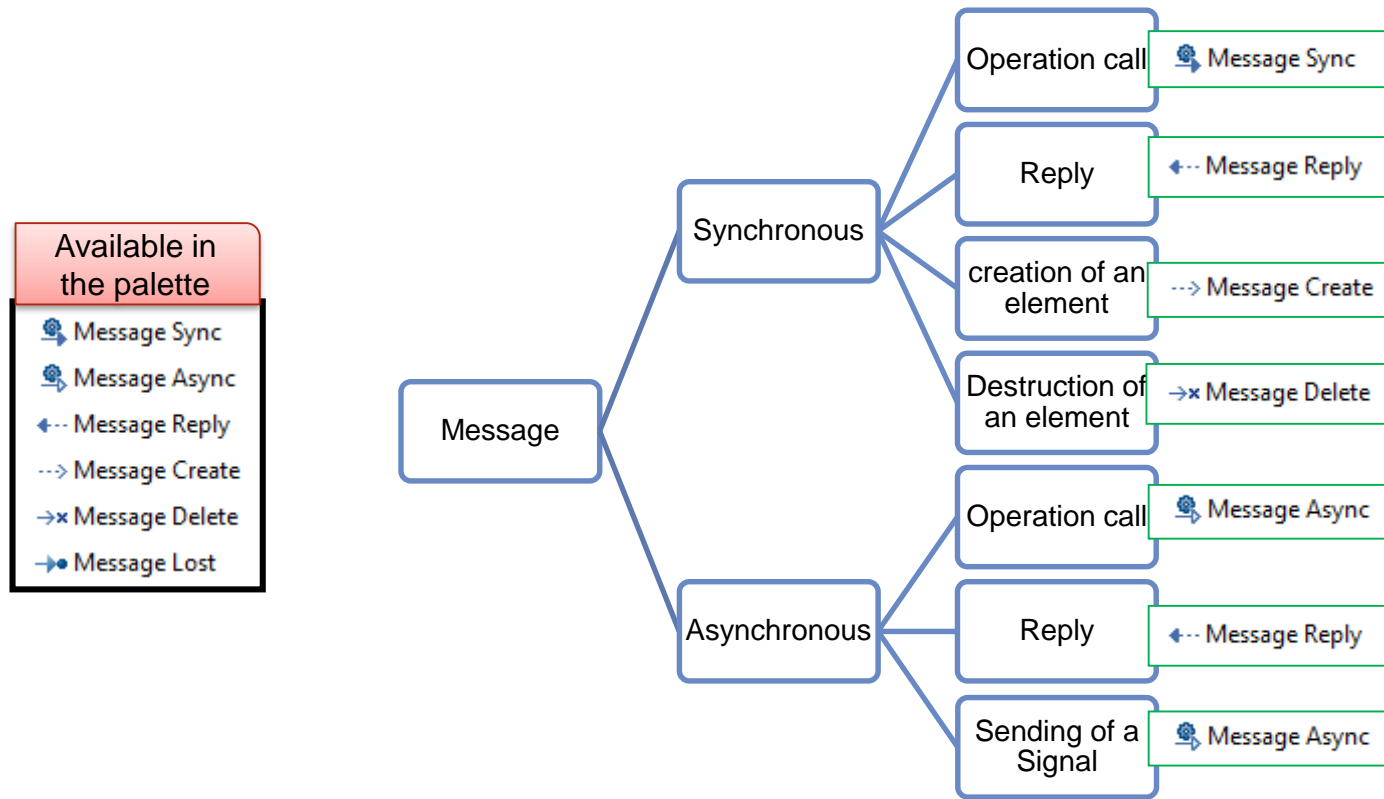 Available in
the palette
Message Sync
Message Async
Message Reply
Message Create
Message Delete
Message Lost
Message
Synchronous
Operation call
Message Sync
Reply
Message Reply
creation of an
element
Message Create
Destruction of
an element
Message Delete
Asynchronous
Operation call
Message Async
Reply
Message Reply
Sending of a
Signal
Message Async